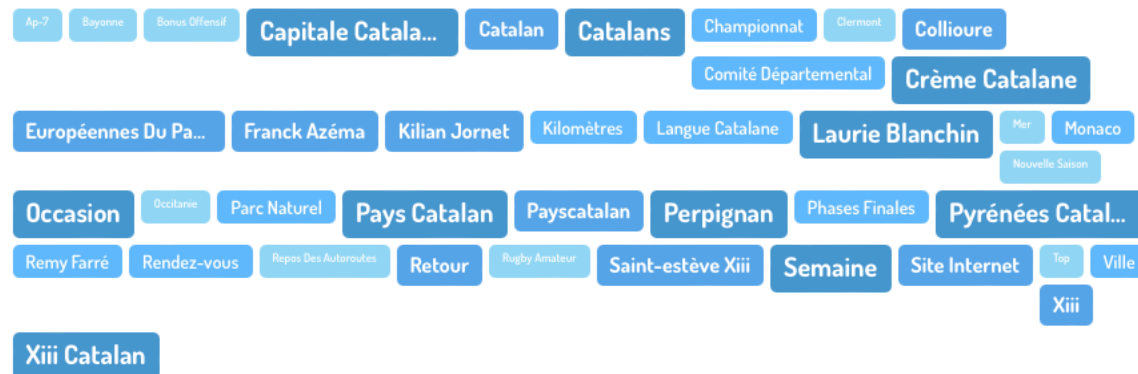 Ap-7 Bayonne Bonus Offensif Capitale Catala... Catalan Catalans Championnat Clermont Collioure
Comité Départemental Crème Catalane
Européennes Du Pa... Franck Azéma Kilian Jornet Kilomètres Langue Catalane Laurie Blanchin Mer Monaco
Nouvelle Saison
Occasion Occitanie Parc Naturel Pays Catalan Payscatalan Perpignan Phases Finales Pyrénées Catal...
Remy Farré Rendez-vous Repos Des Autoroutes Retour Rugby Amateur Saint-estève Xiii Semaine Site Internet Top Ville
Xiii
Xiii Catalan